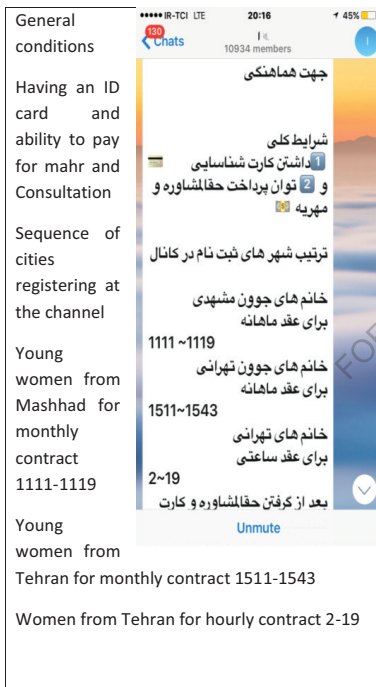 General
conditions
Having an ID
card and
ability to pay
for mahr and
Consultation
Sequence of
cities
registering at
the channel
Young
women from
Mashhad for
monthly
contract
1111-1119
Young
women from
Tehran for monthly contract 1511-1543
Women from Tehran for hourly contract 2-19
IR-TCI LTE 20:16 45%
130
Chats
10934 members
جهت هماهنگی
شرایط کلی
1 داشتن کارت شناسایی
و 2 توان پرداخت حقالمشاوره و
مهریه
ترتیب شهر های ثبت نام در کانال
خانم های جوون مشهدی
برای عقد ماهانه
1111 ~1119
خانم های جوون تهرانی
برای عقد ماهانه
1511~1543
خانم های تهرانی
برای عقد ساعتی
2~19
بعد از گرفتن حقالمشاوره و کارت
Unmute
FOR